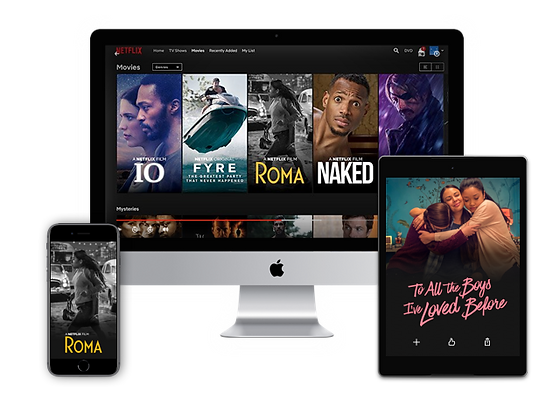 NETFLIX Home TV Shows Movies Recently Added My List DVD
Movies Genres
A NETFLIX FILM
IO
NETFLIX ORIGINAL
FYRE
THE GREATEST PARTY
THAT NEVER HAPPENED
A NETFLIX FILM
ROMA
A NETFLIX FILM
NAKED
Mysteries
A NETFLIX FILM
ROMA
To All The Boys
I've Loved Before